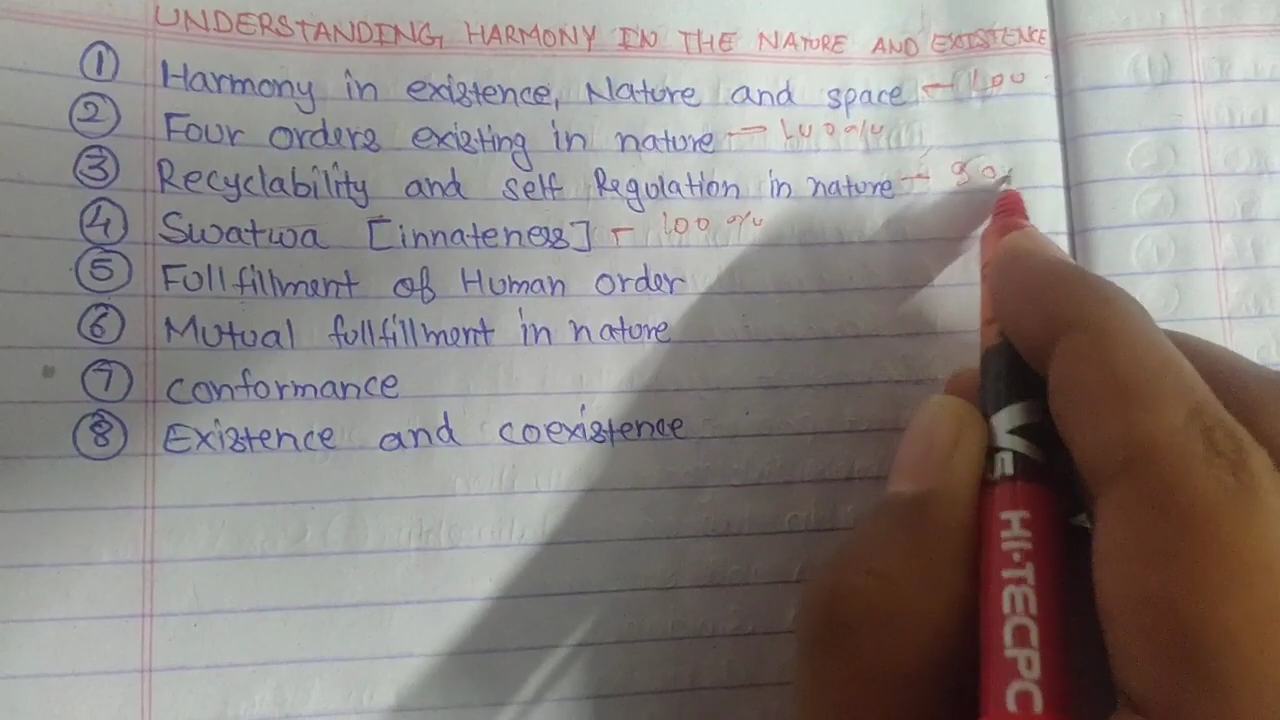 UNDERSTANDING HARMONY IN THE NATURE AND EXISTENCE
① Harmony in existence, Nature and space - 100
② Four orders existing in nature - 100%
③ Recyclability and self Regulation in nature -
④ Swatwa [innateness] - 100%
⑤ Fullfillment of Human order
⑥ Mutual fullfillment in nature
⑦ Conformance
⑧ Existence and coexistence
V5 HI-TECPC